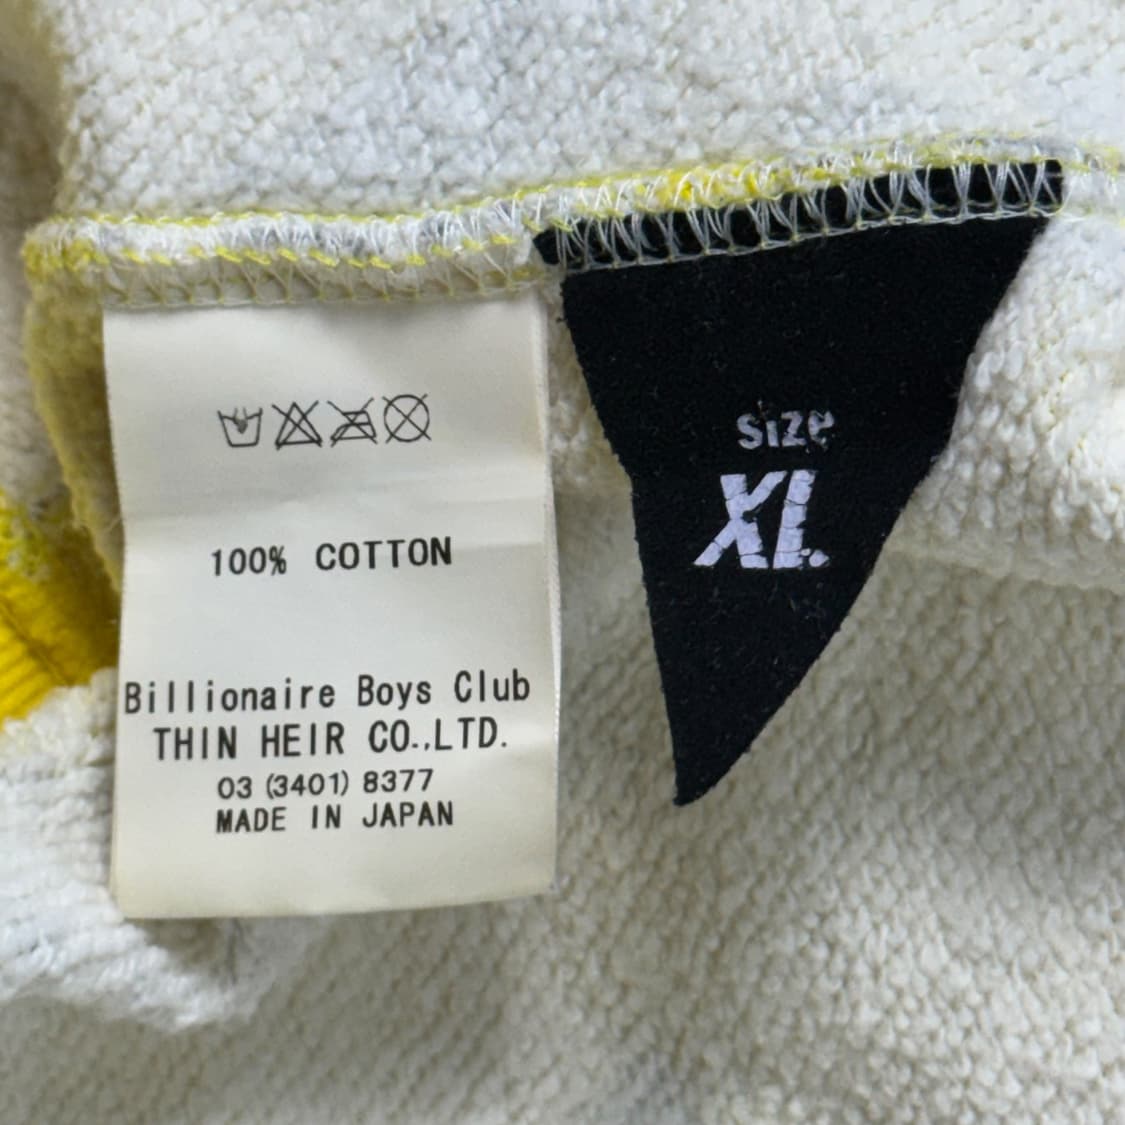 100% COTTON
Billionaire Boys Club
THIN HEIR CO.,LTD.
03 (3401) 8377
MADE IN JAPAN
size
XL